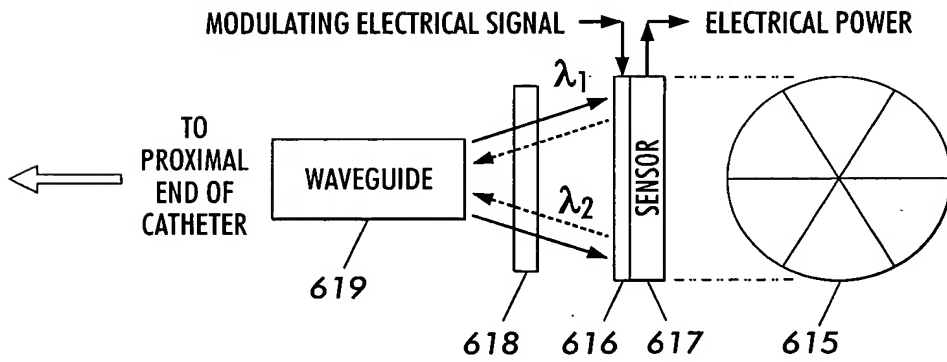 MODULATING ELECTRICAL SIGNAL
ELECTRICAL POWER
TO
PROXIMAL
END OF
CATHETER
WAVEGUIDE
λ1
λ2
SENSOR
619
618
616
617
615